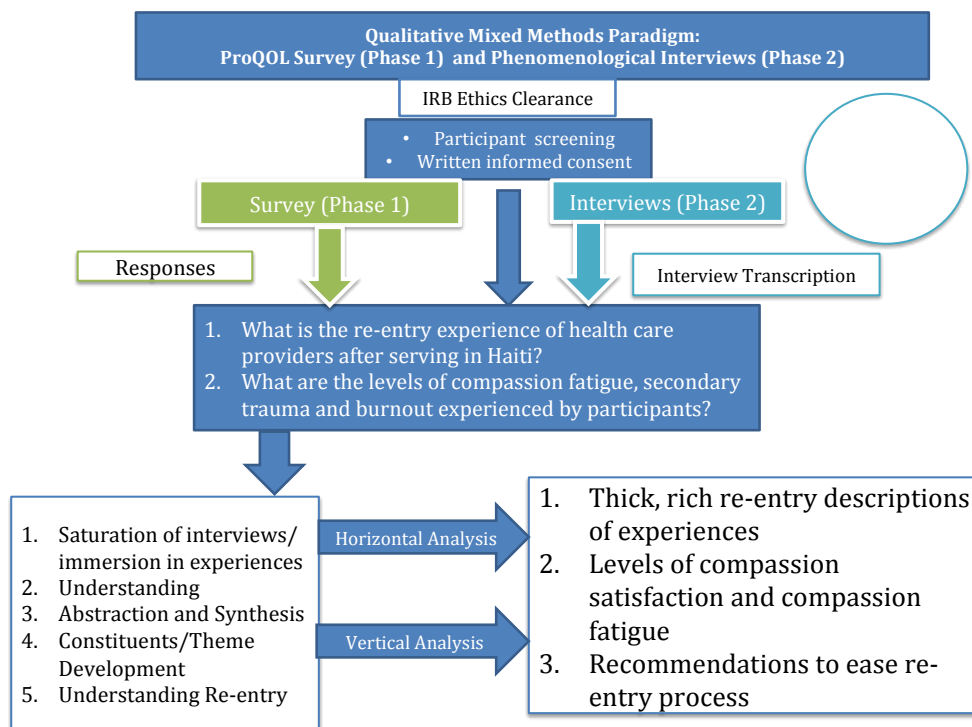 Qualitative Mixed Methods Paradigm:
ProQOL Survey (Phase 1) and Phenomenological Interviews (Phase 2)
IRB Ethics Clearance
• Participant screening
• Written informed consent
Survey (Phase 1)
Interviews (Phase 2)
Responses
Interview Transcription
1. What is the re-entry experience of health care
providers after serving in Haiti?
2. What are the levels of compassion fatigue, secondary
trauma and burnout experienced by participants?
1. Saturation of interviews/
immersion in experiences
2. Understanding
3. Abstraction and Synthesis
4. Constituents/Theme
Development
5. Understanding Re-entry
Horizontal Analysis
Vertical Analysis
1. Thick, rich re-entry descriptions
of experiences
2. Levels of compassion
satisfaction and compassion
fatigue
3. Recommendations to ease re-
entry process